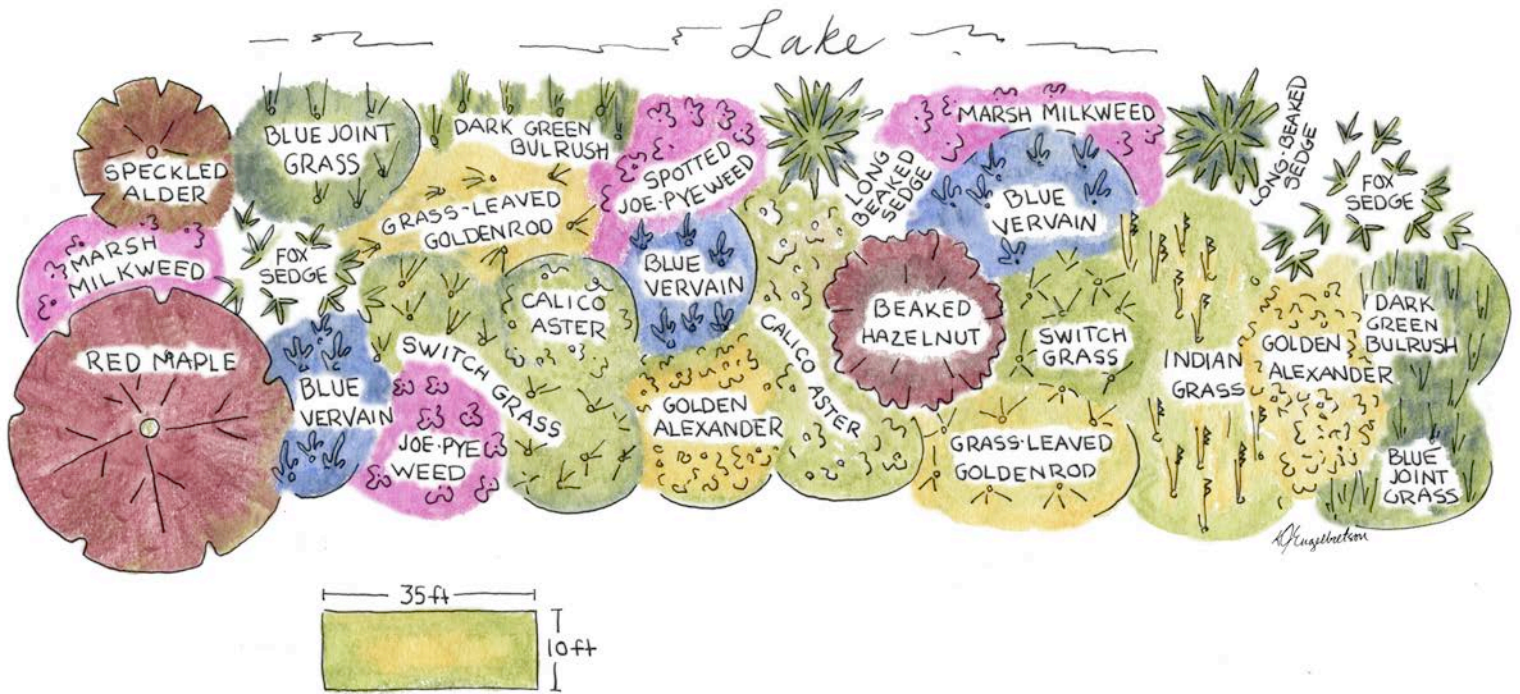 Lake
SPECKLED
ALDER
BLUE JOINT
GRASS
DARK GREEN
BULRUSH
SPOTTED
JOE-PYE WEED
LONG
BEAKED
SEDGE
MARSH MILKWEED
LONG-BEAKED
SEDGE
FOX
SEDGE
MARSH
MILKWEED
FOX
SEDGE
GRASS-LEAVED
GOLDENROD
BLUE
VERVAIN
BLUE
VERVAIN
RED MAPLE
BLUE
VERVAIN
SWITCH GRASS
CALICO
ASTER
JOE-PYE
WEED
GOLDEN
ALEXANDER
CALICO
ASTER
BEAKED
HAZELNUT
SWITCH
GRASS
GRASS-LEAVED
GOLDENROD
INDIAN
GRASS
GOLDEN
ALEXANDER
DARK
GREEN
BULRUSH
BLUE
JOINT
GRASS
Engelbretson
35ft
10ft